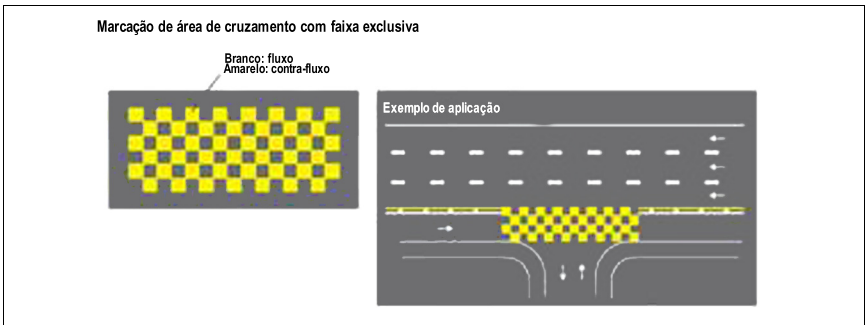 Marcação de área de cruzamento com faixa exclusiva
Branco: fluxo
Amarelo: contra-fluxo
Exemplo de aplicação